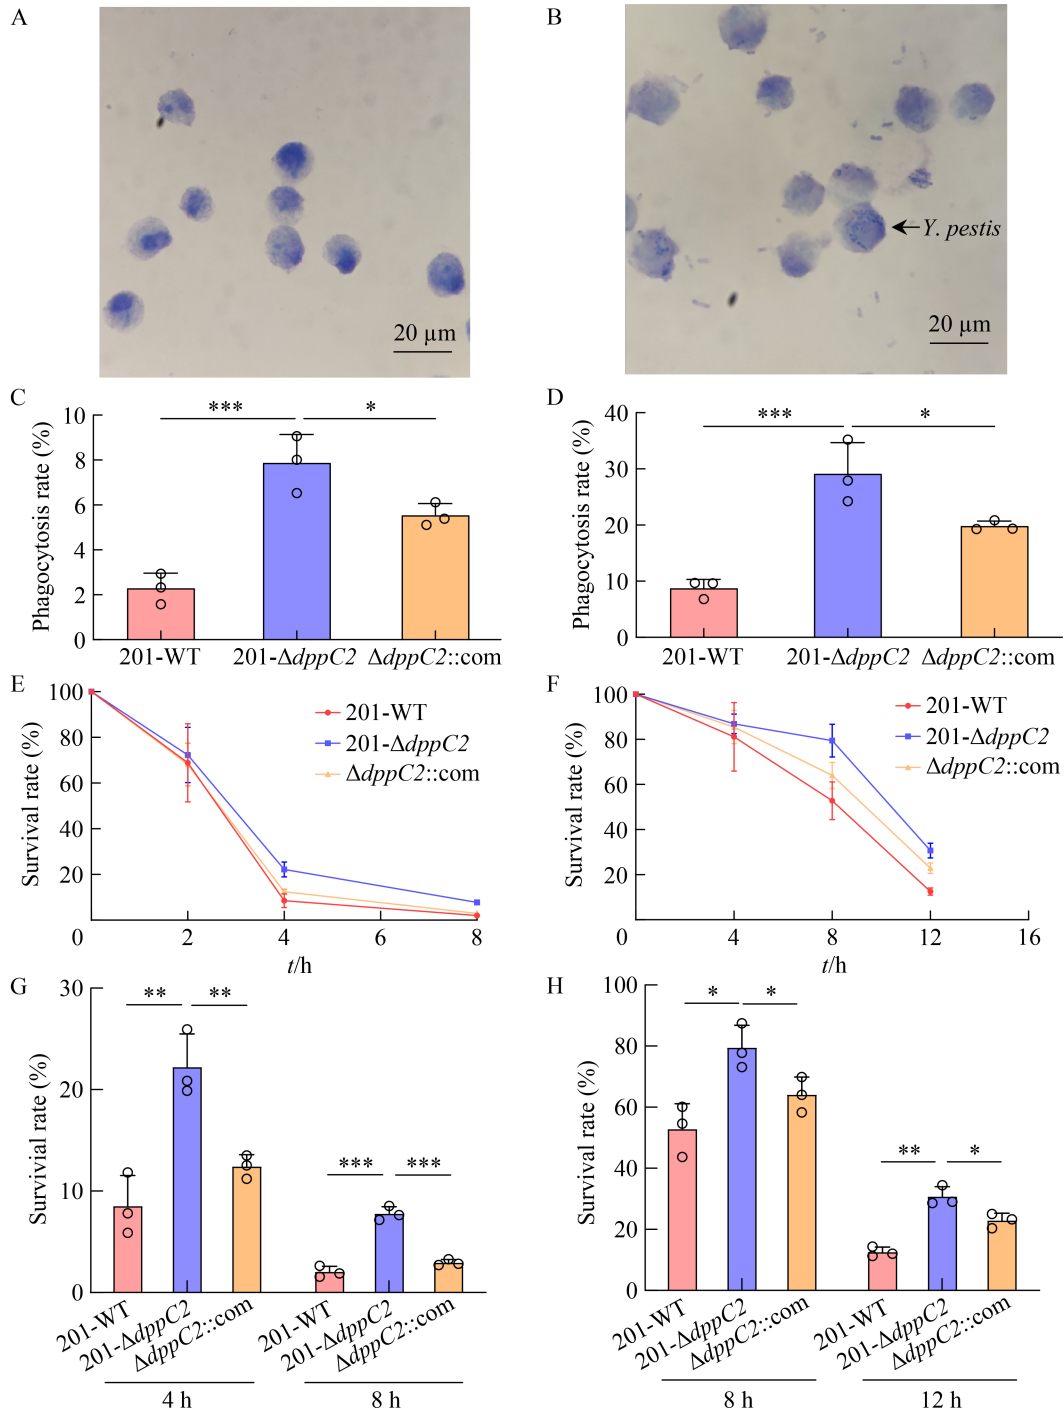 A
B
Y. pestis
20 µm
20 µm
C
D
Phagocytosis rate (%)
10
8
6
4
2
0
***
*
201-WT
201-ΔdppC2
ΔdppC2::com
Phagocytosis rate (%)
40
30
20
10
0
***
*
201-WT
201-ΔdppC2
ΔdppC2::com
E
Survival rate (%)
100
80
60
40
20
0
2
4
6
8
t/h
201-WT
201-ΔdppC2
ΔdppC2::com
F
Survival rate (%)
100
80
60
40
20
0
4
8
12
16
t/h
201-WT
201-ΔdppC2
ΔdppC2::com
G
Survivial rate (%)
30
20
10
0
**
**
***
***
201-WT
201-ΔdppC2
ΔdppC2::com
201-WT
201-ΔdppC2
ΔdppC2::com
4 h
8 h
H
Survival rate (%)
100
80
60
40
20
0
*
*
**
*
201-WT
201-ΔdppC2
ΔdppC2::com
201-WT
201-ΔdppC2
ΔdppC2::com
8 h
12 h